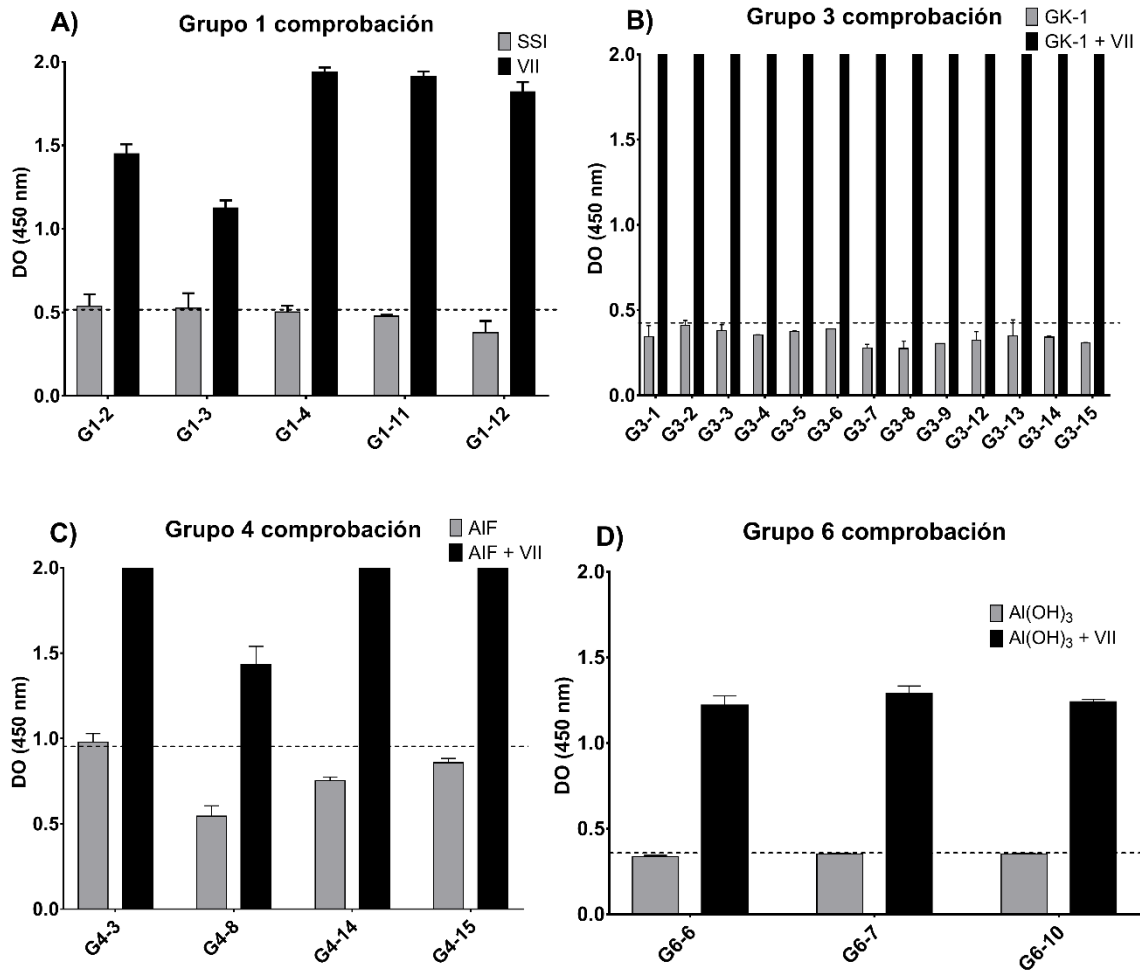 A)
Grupo 1 comprobación
SSI
VII
DO (450 nm)
2.0
1.5
1.0
0.5
0.0
G1-2
G1-3
G1-4
G1-11
G1-12
B)
Grupo 3 comprobación
GK-1
GK-1 + VII
DO (450 nm)
2.0
1.5
1.0
0.5
0.0
G3-1
G3-2
G3-3
G3-4
G3-5
G3-6
G3-7
G3-8
G3-9
G3-12
G3-13
G3-14
G3-15
C)
Grupo 4 comprobación
AIF
AIF + VII
DO (450 nm)
2.0
1.5
1.0
0.5
0.0
G4-3
G4-8
G4-14
G4-15
D)
Grupo 6 comprobación
Al(OH)3
Al(OH)3 + VII
DO (450 nm)
2.0
1.5
1.0
0.5
0.0
G6-6
G6-7
G6-10